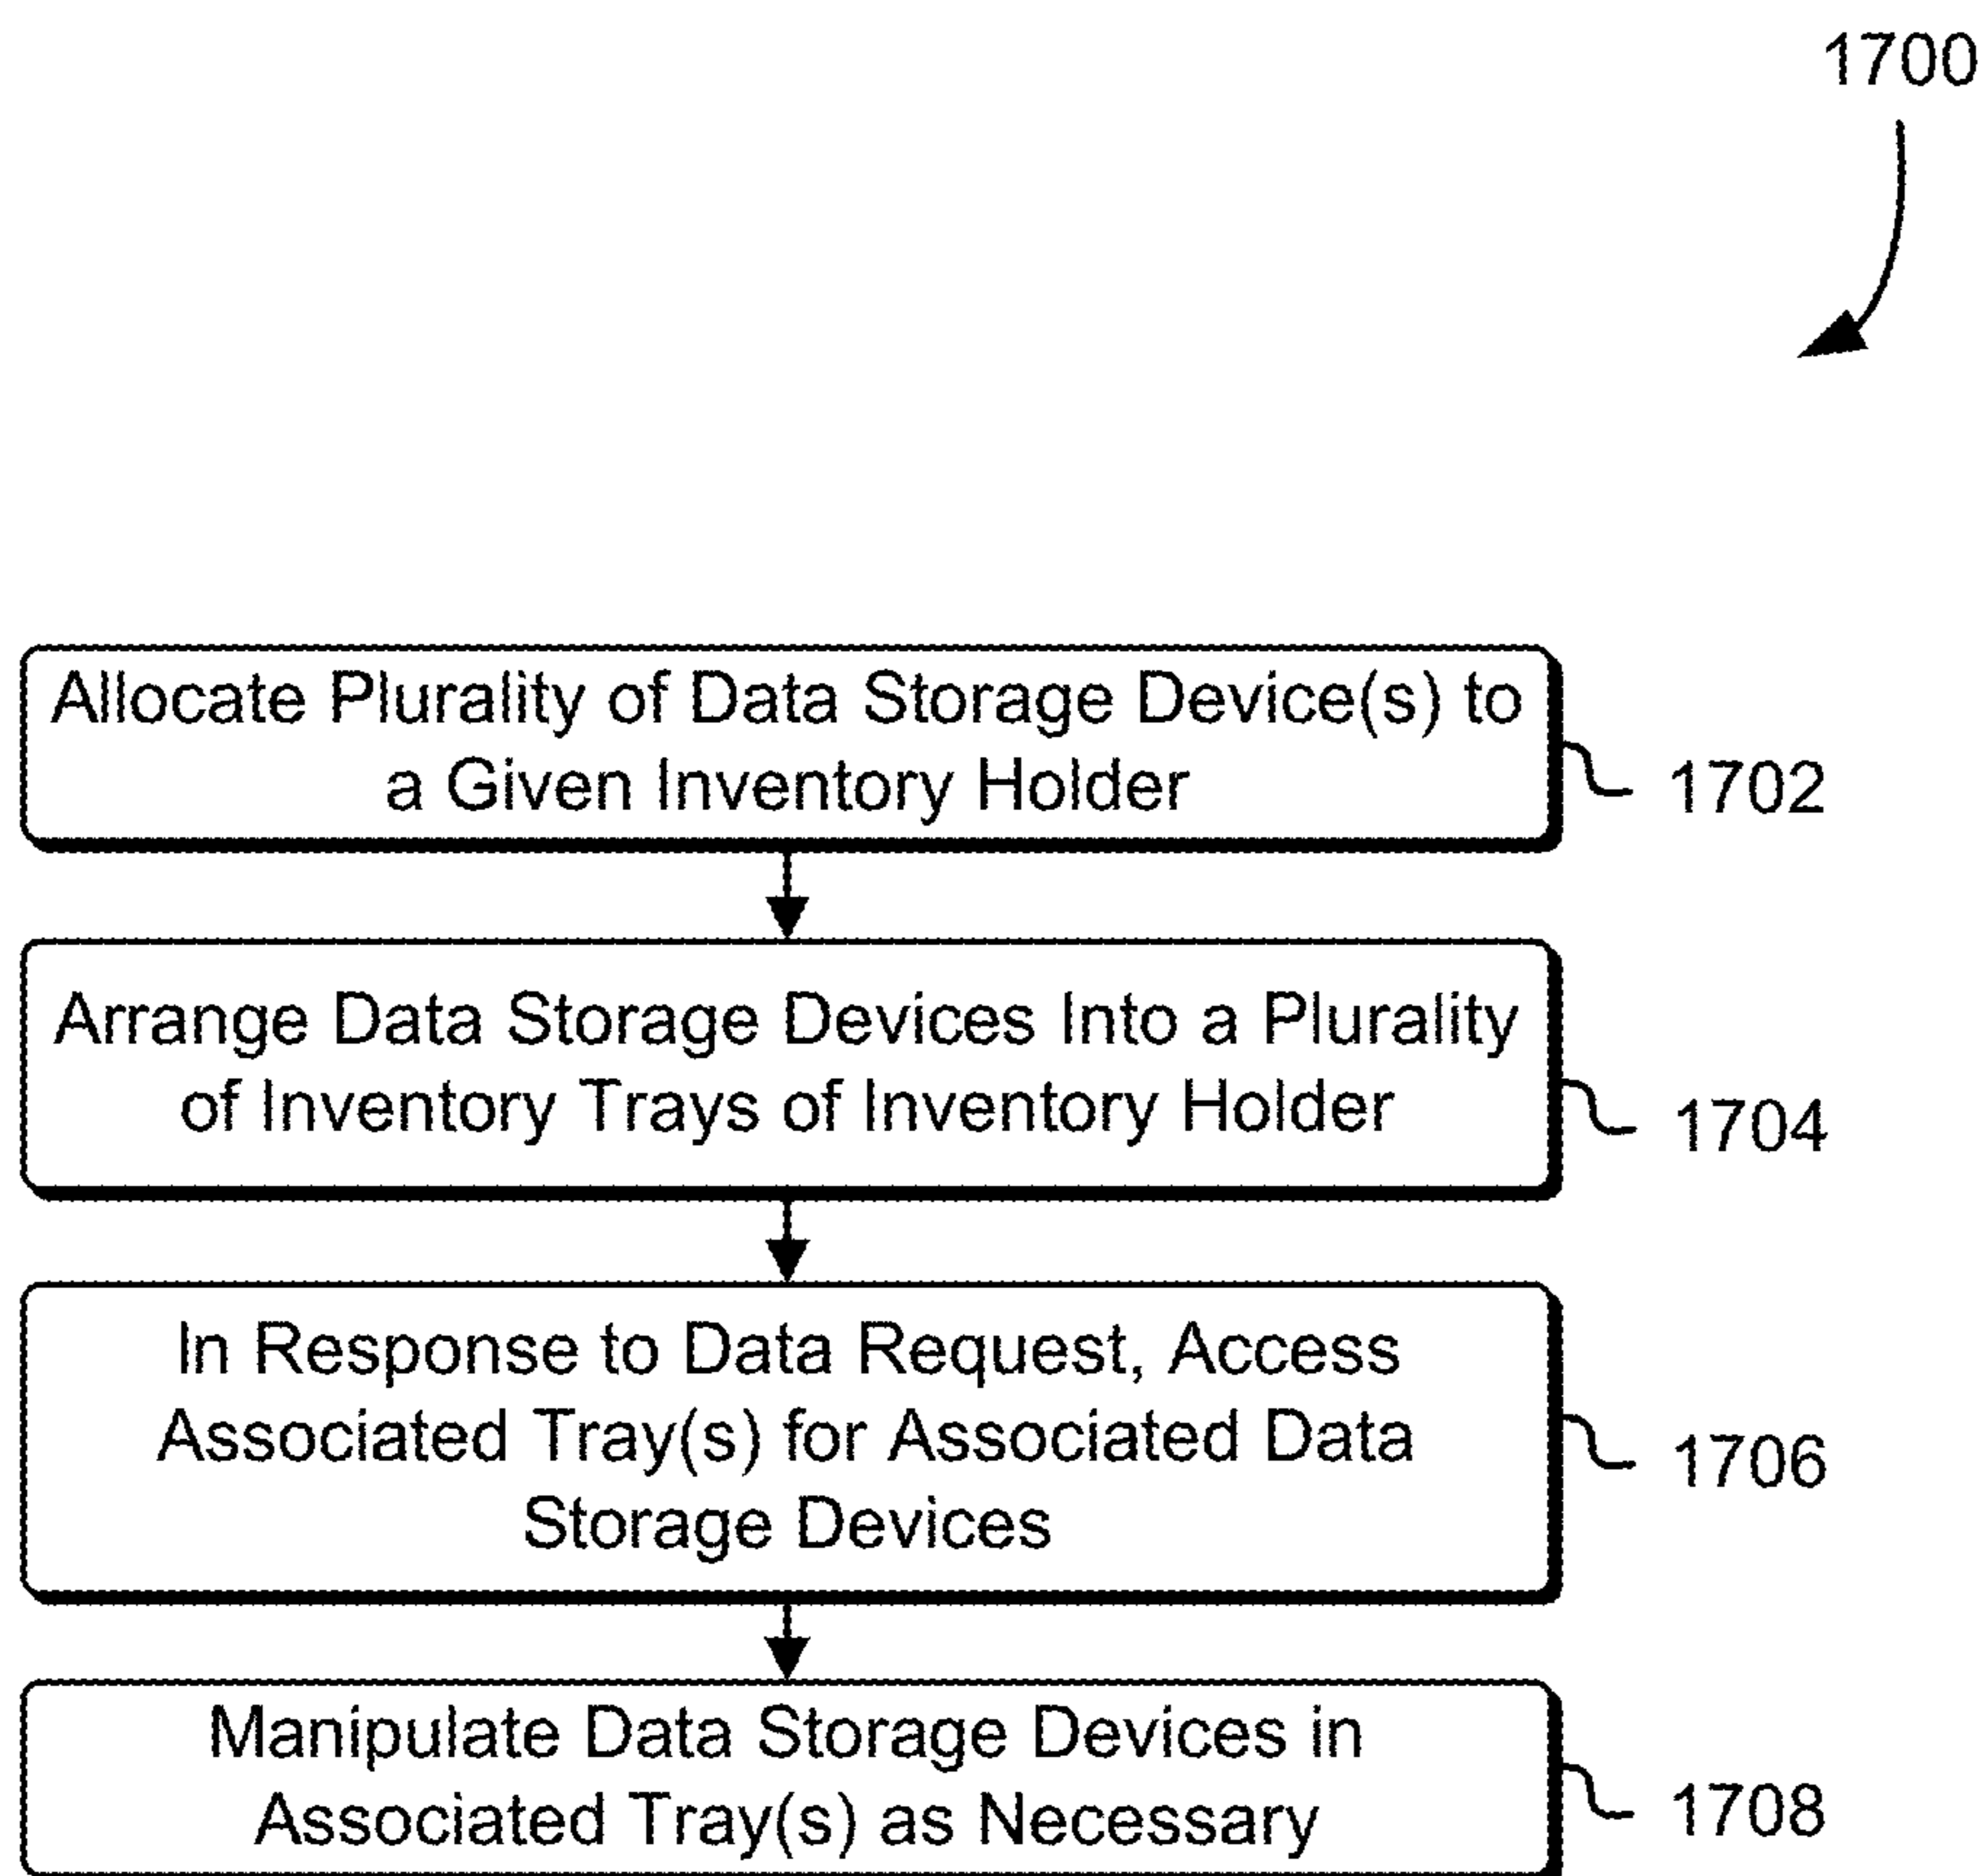 1700
Allocate Plurality of Data Storage Device(s) to
a Given Inventory Holder
1702
Arrange Data Storage Devices Into a Plurality
of Inventory Trays of Inventory Holder
1704
In Response to Data Request, Access
Associated Tray(s) for Associated Data
Storage Devices
1706
Manipulate Data Storage Devices in
Associated Tray(s) as Necessary
1708